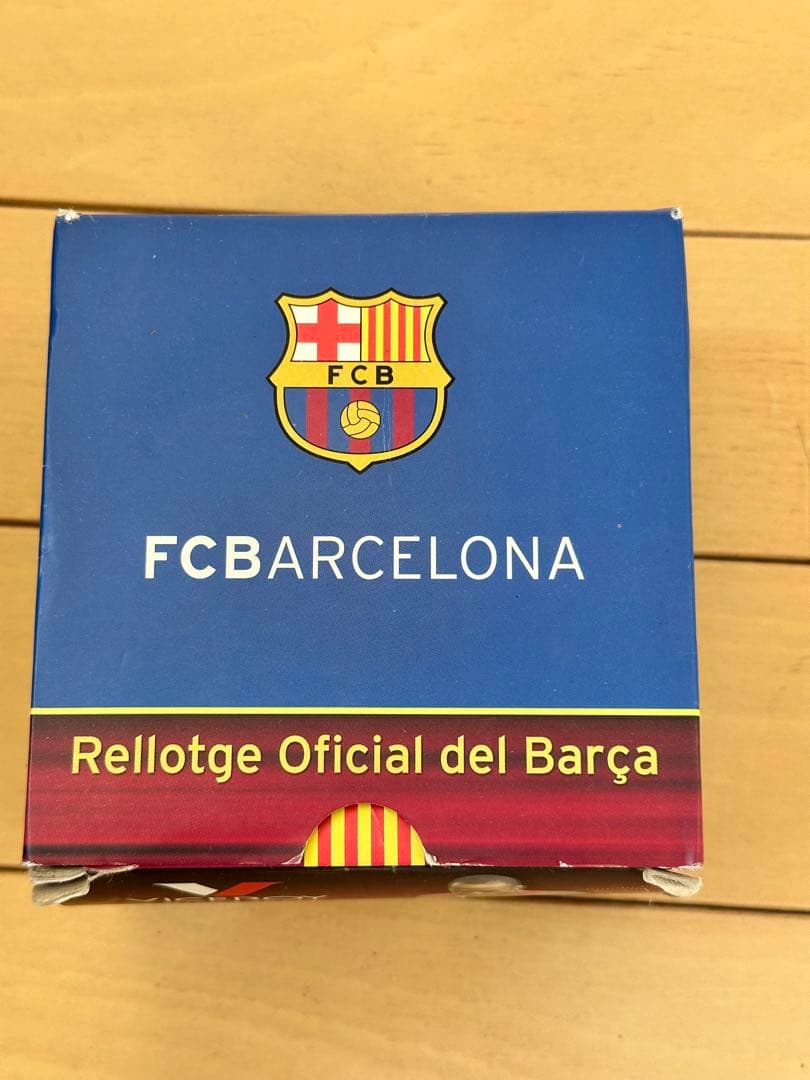 FCB
FCBARCELONA
Rellotge Oficial del Barça